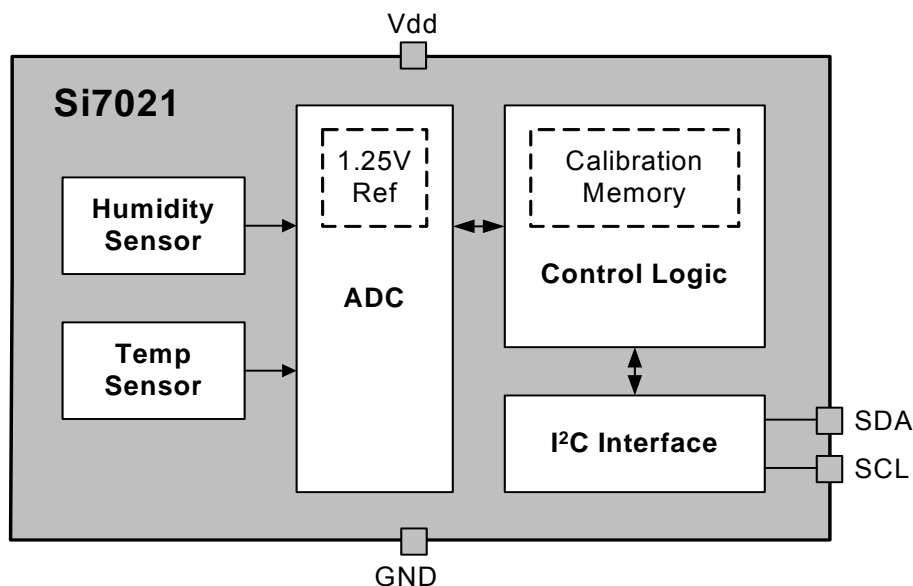 Vdd
Si7021
1.25V
Ref
Calibration
Memory
Humidity
Sensor
ADC
Control Logic
Temp
Sensor
I²C Interface
SDA
SCL
GND